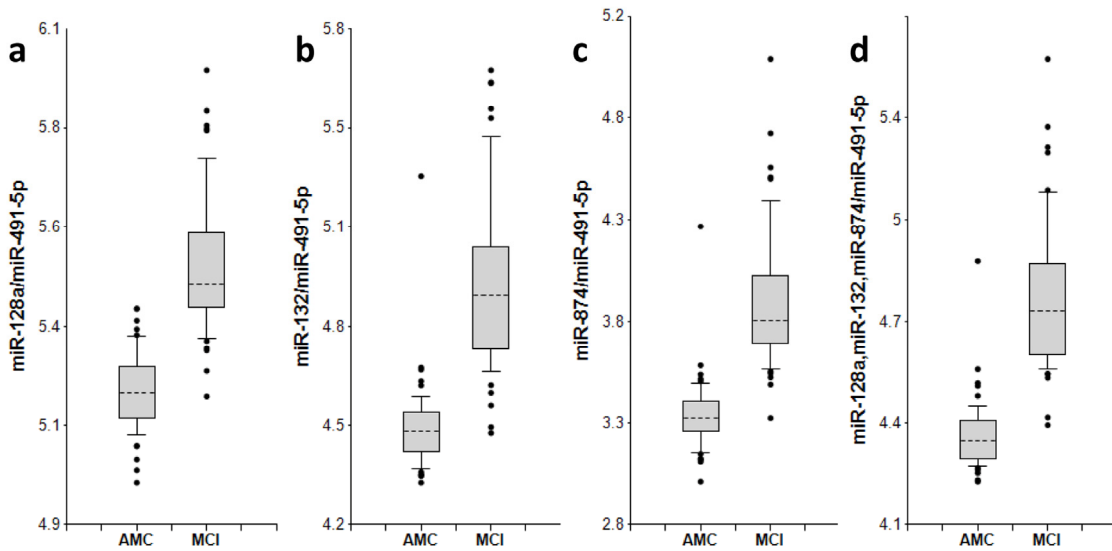 a
miR-128a/miR-491-5p
6.1
5.8
5.6
5.4
5.1
4.9
AMC MCI
b
miR-132/miR-491-5p
5.8
5.5
5.1
4.8
4.5
4.2
AMC MCI
c
miR-874/miR-491-5p
5.2
4.8
4.3
3.8
3.3
2.8
AMC MCI
d
miR-128a,miR-132,miR-874/miR-491-5p
5.4
5
4.7
4.4
4.1
AMC MCI